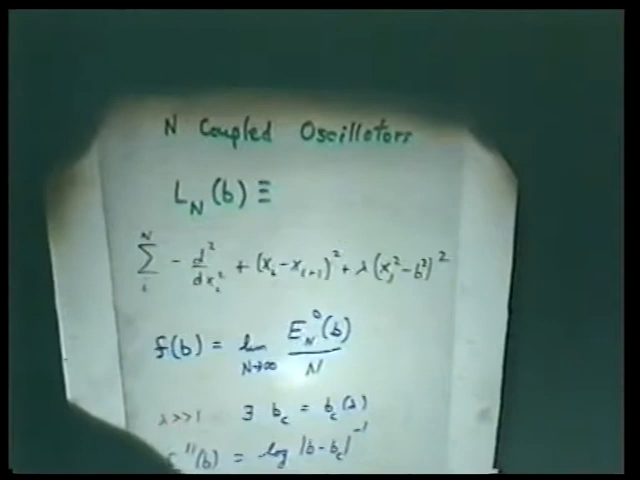 N Coupled Oscillators
L_N (b) ≡
∑_i^N - d²/dx_i² + (x_i - x_{i+1})² + λ (x_i² - b²)²
f(b) = lim_{N→∞} E_N^0(b) / N
λ >> 1 ∃ b_c = b_c(λ)
''(b) = log |b - b_c|^{-1}